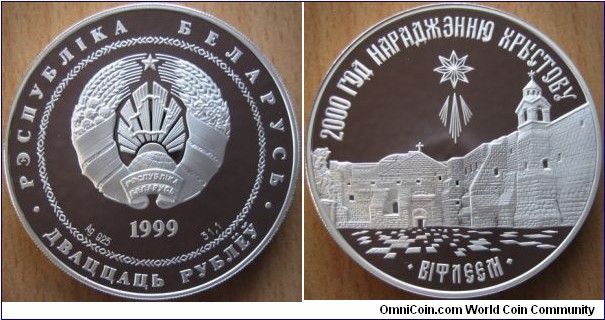 РЭСПУБЛІКА БЕЛАРУСЬ
РЭСПУБЛІКА
БЕЛАРУСЬ
Ag 925
1999
31,1
· ДВАЦЦАЦЬ РУБЛЁЎ ·
2000 ГОД НАРАДЖЭННЮ ХРЫСТОВУ
· ВІФЛЕЕМ ·
OmniCoin.com World Coin Community